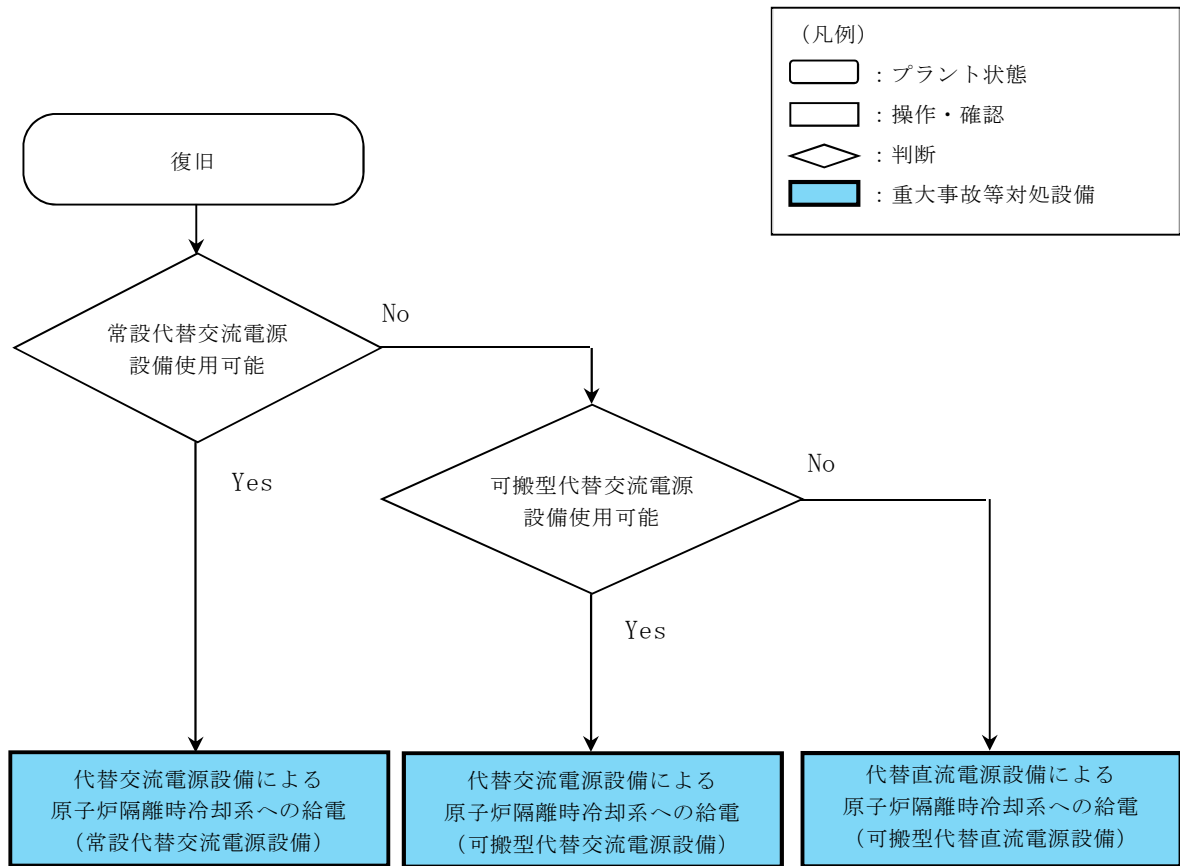 (凡例)
：プラント状態
：操作・確認
：判断
：重大事故等対処設備
復旧
常設代替交流電源
設備使用可能
No
Yes
可搬型代替交流電源
設備使用可能
No
Yes
代替交流電源設備による
原子炉隔離時冷却系への給電
（常設代替交流電源設備）
代替交流電源設備による
原子炉隔離時冷却系への給電
（可搬型代替交流電源設備）
代替直流電源設備による
原子炉隔離時冷却系への給電
（可搬型代替直流電源設備）